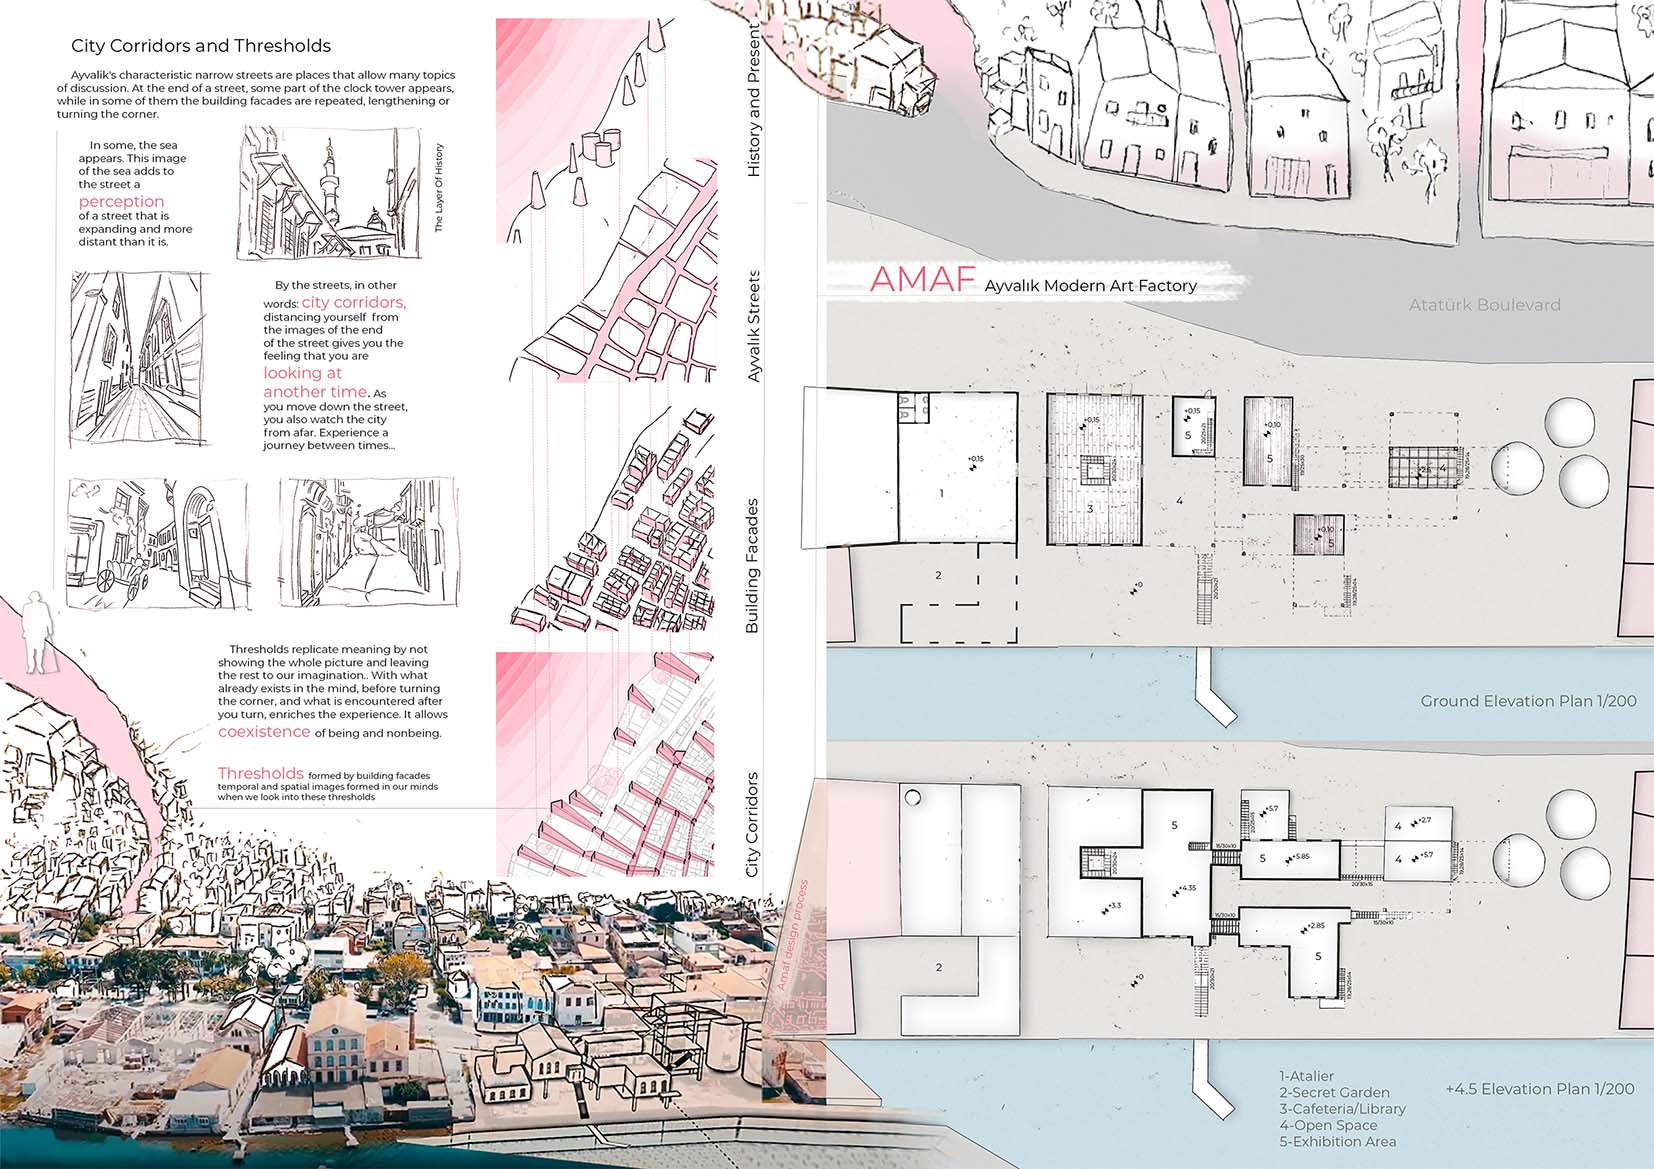 City Corridors and Thresholds
Ayvalik's characteristic narrow streets are places that allow many topics
of discussion. At the end of a street, some part of the clock tower appears,
while in some of them the building facades are repeated, lengthening or
turning the corner.
In some, the sea
appears. This image
of the sea adds to
the street a
perception
of a street that is
expanding and more
distant than it is.
The Layer Of History
By the streets, in other
words: city corridors,
distancing yourself from
the images of the end
of the street gives you the
feeling that you are
looking at
another time. As
you move down the street,
you also watch the city
from afar. Experience a
journey between times...
Thresholds replicate meaning by not
showing the whole picture and leaving
the rest to our imagination.. With what
already exists in the mind, before turning
the corner, and what is encountered after
you turn, enriches the experience. It allows
coexistence of being and nonbeing.
Thresholds formed by building facades
temporal and spatial images formed in our minds
when we look into these thresholds
History and Present
Ayvalık Streets
Building Facades
City Corridors
Amaf design process
AMAF Ayvalık Modern Art Factory
Atatürk Boulevard
+0,15
1
2
+0,15
3
+0,15
5
4
+0,10
5
4
+0,10
5
+0
Ground Elevation Plan 1/200
2
5
+4.35
+3.3
+5.7
5
+5.85
4
+2.7
4
+5.7
+2.85
5
15/30x10
20/30x15
15/30x10
15/30x10
+0
1-Atalier
2-Secret Garden
3-Cafeteria/Library
4-Open Space
5-Exhibition Area
+4.5 Elevation Plan 1/200